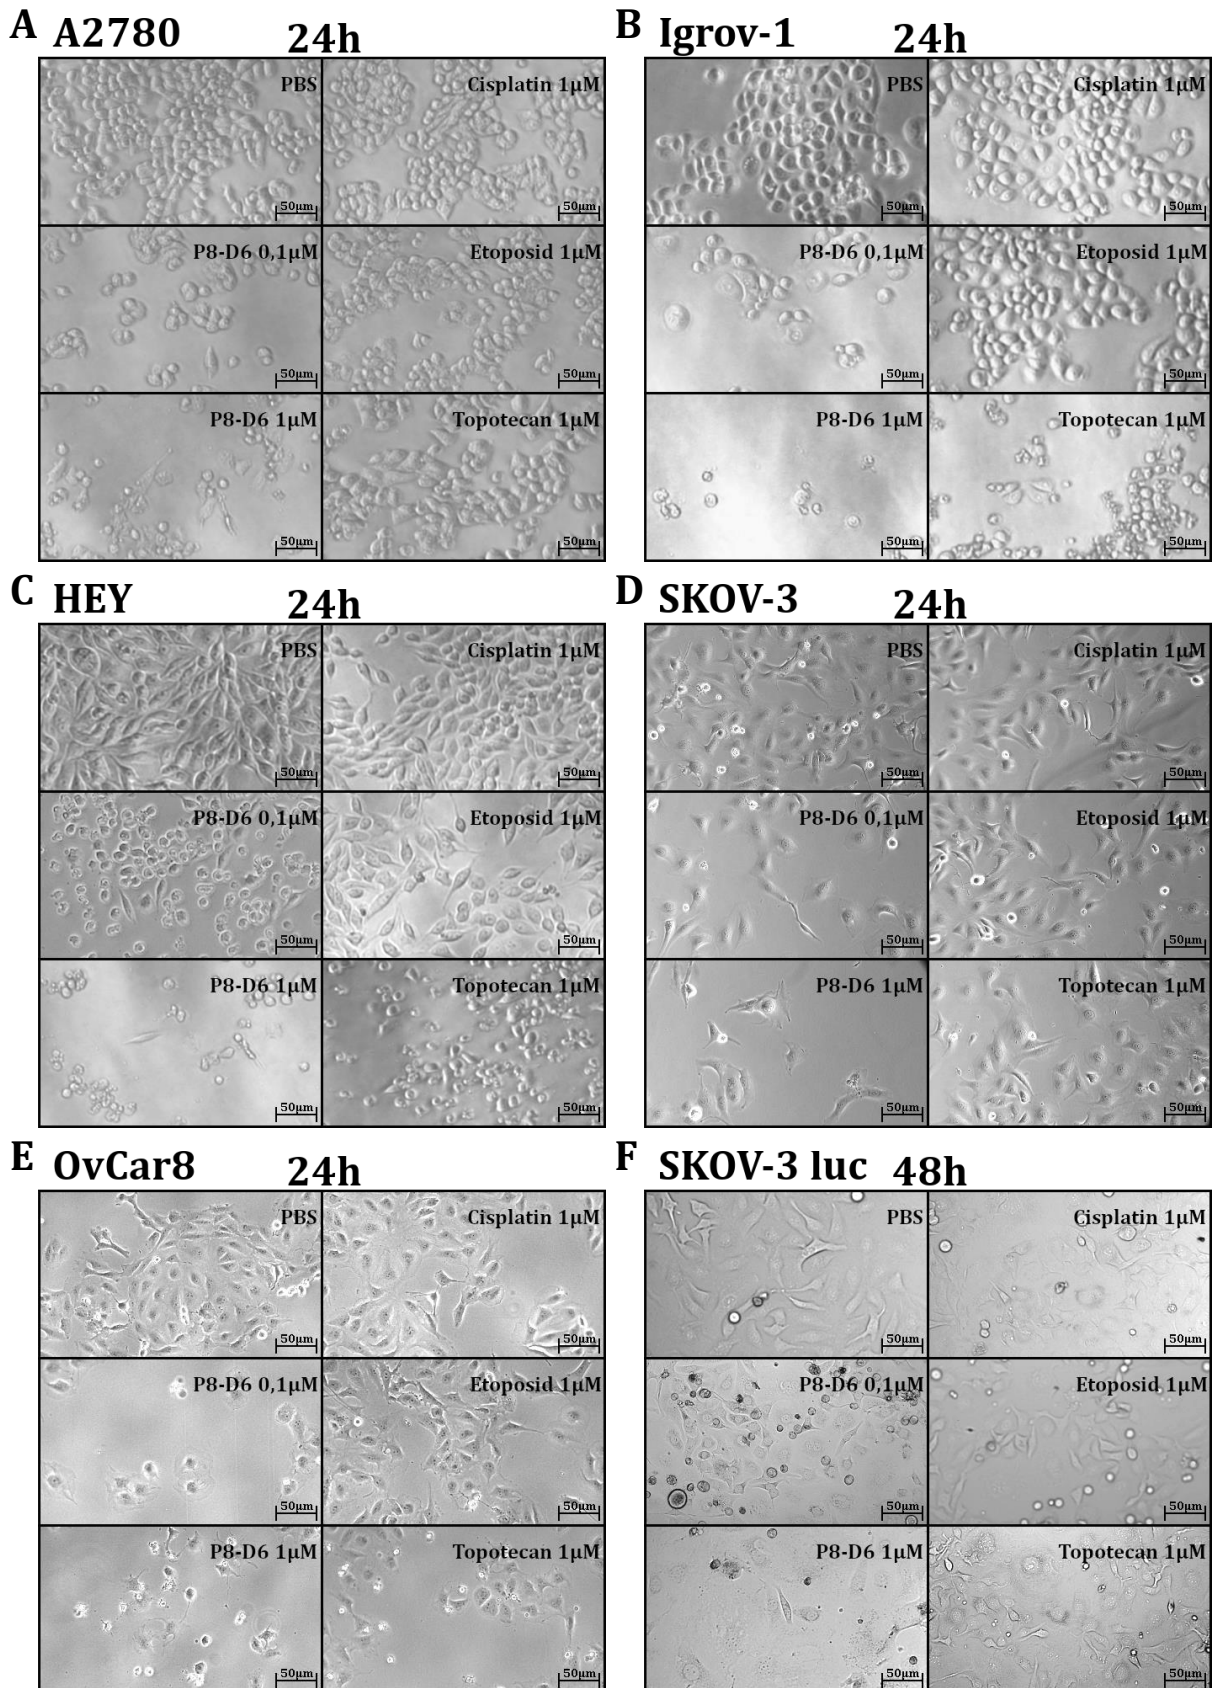 A A2780 24h
PBS
Cisplatin 1µM
50µm
50µm
P8-D6 0,1µM
Etoposid 1µM
50µm
50µm
P8-D6 1µM
Topotecan 1µM
50µm
50µm
B Igrov-1 24h
PBS
Cisplatin 1µM
50µm
50µm
P8-D6 0,1µM
Etoposid 1µM
50µm
50µm
P8-D6 1µM
Topotecan 1µM
50µm
50µm
C HEY 24h
PBS
Cisplatin 1µM
50µm
50µm
P8-D6 0,1µM
Etoposid 1µM
50µm
50µm
P8-D6 1µM
Topotecan 1µM
50µm
50µm
D SKOV-3 24h
PBS
Cisplatin 1µM
50µm
50µm
P8-D6 0,1µM
Etoposid 1µM
50µm
50µm
P8-D6 1µM
Topotecan 1µM
50µm
50µm
E OvCar8 24h
PBS
Cisplatin 1µM
50µm
50µm
P8-D6 0,1µM
Etoposid 1µM
50µm
50µm
P8-D6 1µM
Topotecan 1µM
50µm
50µm
F SKOV-3 luc 48h
PBS
Cisplatin 1µM
50µm
50µm
P8-D6 0,1µM
Etoposid 1µM
50µm
50µm
P8-D6 1µM
Topotecan 1µM
50µm
50µm